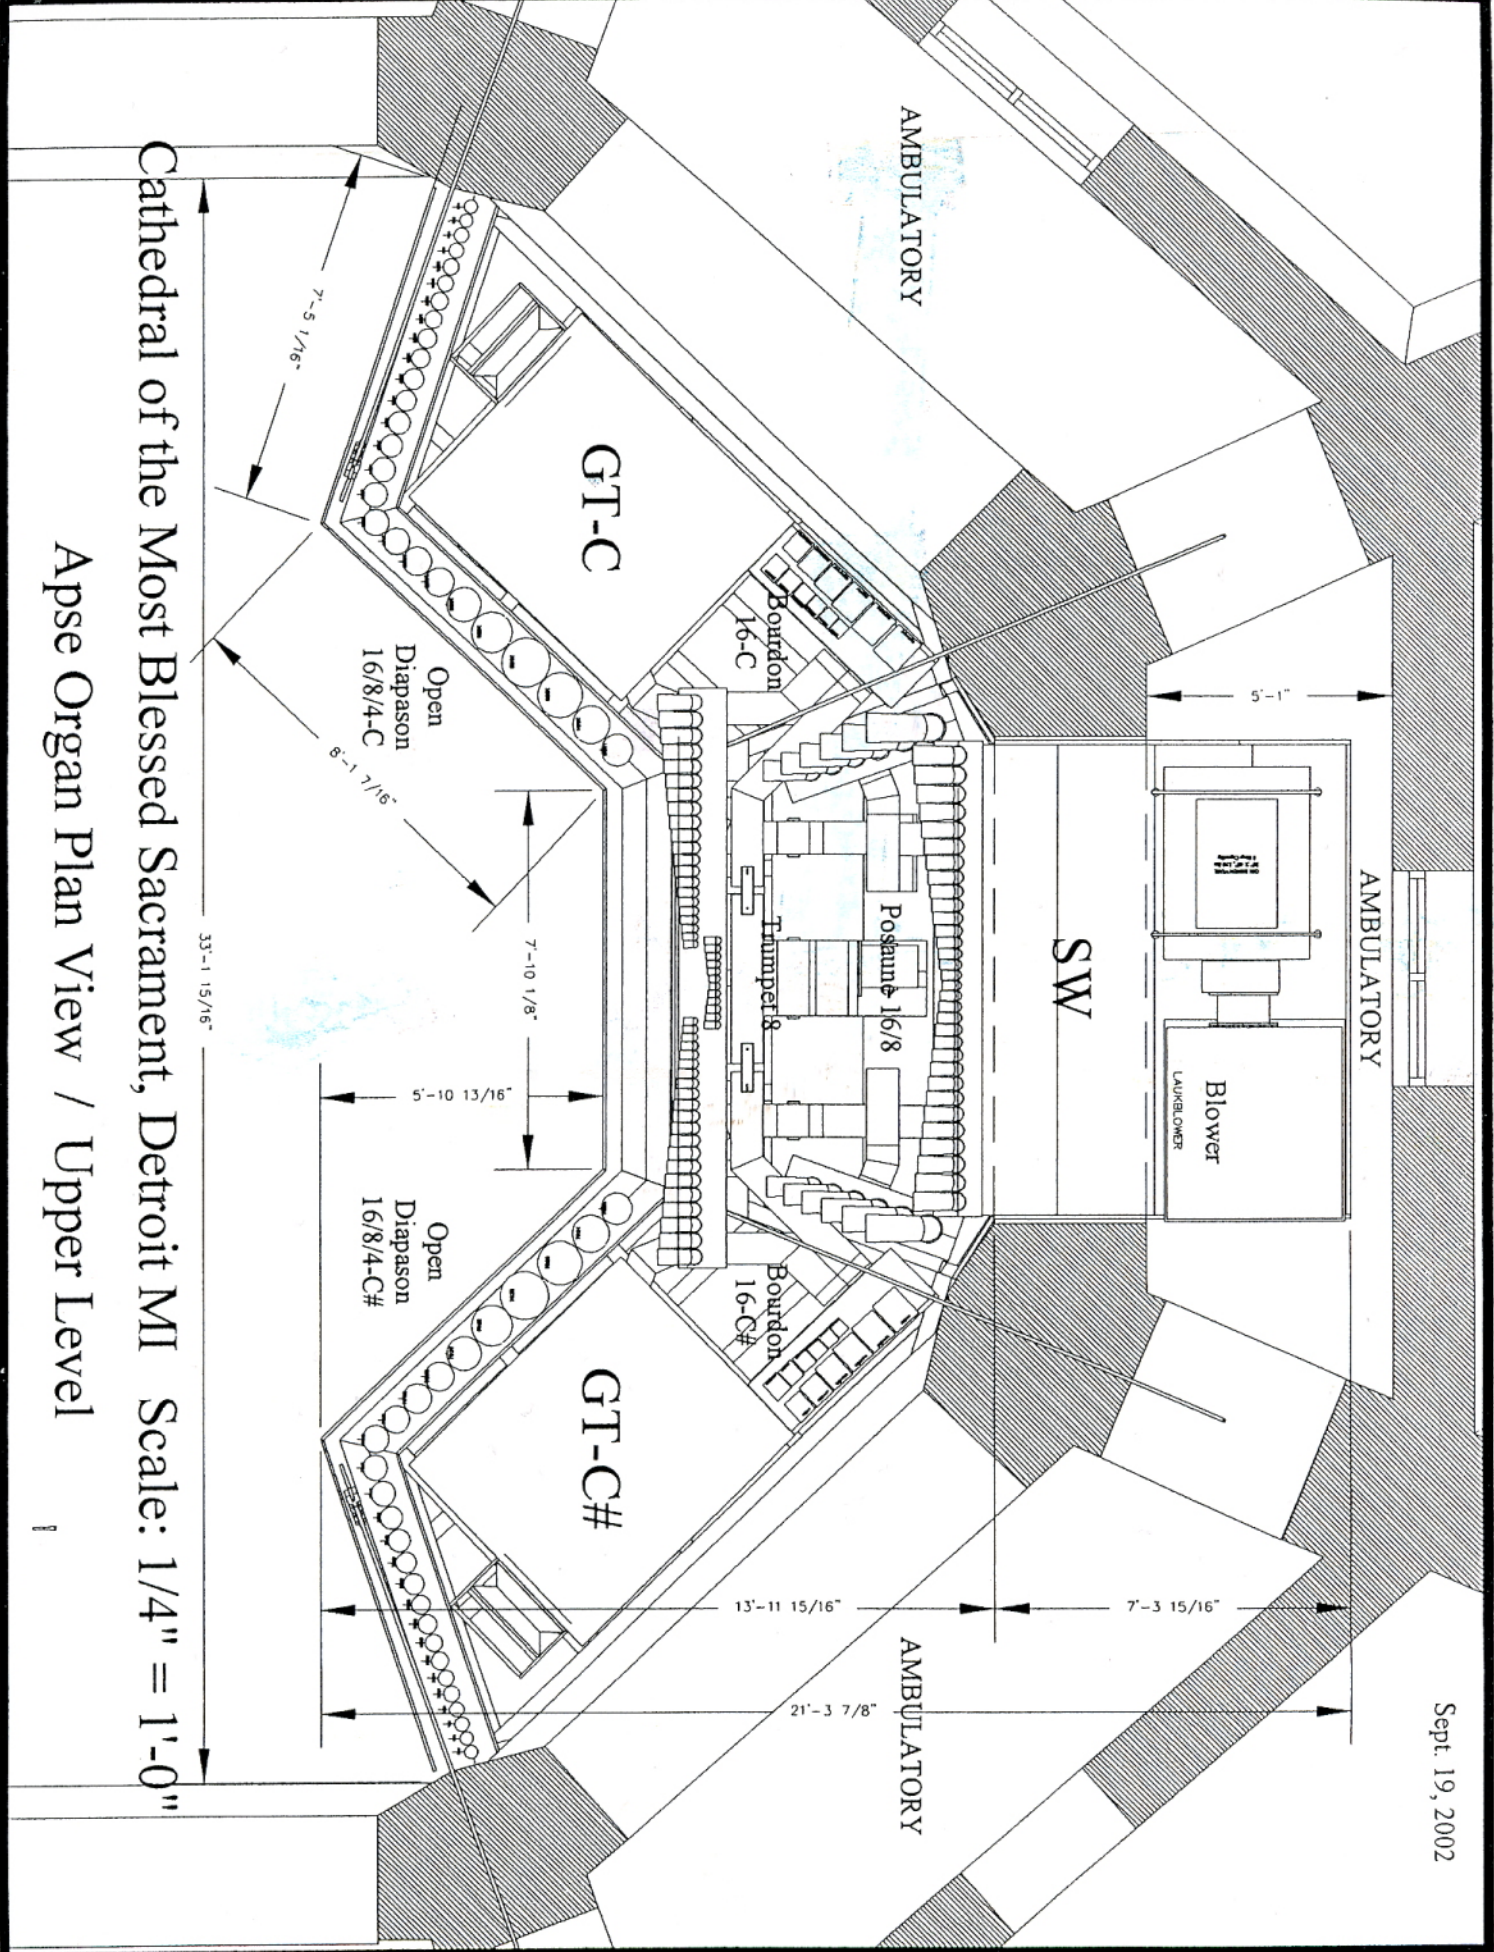 Sept. 19, 2002
AMBULATORY
AMBULATORY
AMBULATORY
5'-1"
Blower
LAUKBLOWER
SW
7'-3 15/16"
13'-11 15/16"
21'-3 7/8"
Posaune 16/8
Trumpet 8
Bourdon
16-C
Bourdon
16-C#
GT-C
GT-C#
Open
Diapason
16/8/4-C
Open
Diapason
16/8/4-C#
7'-10 1/8"
5'-10 13/16"
8'-1 7/16"
7'-5 1/16"
33'-1 15/16"
Cathedral of the Most Blessed Sacrament, Detroit MI Scale: 1/4" = 1'-0"
Apse Organ Plan View / Upper Level